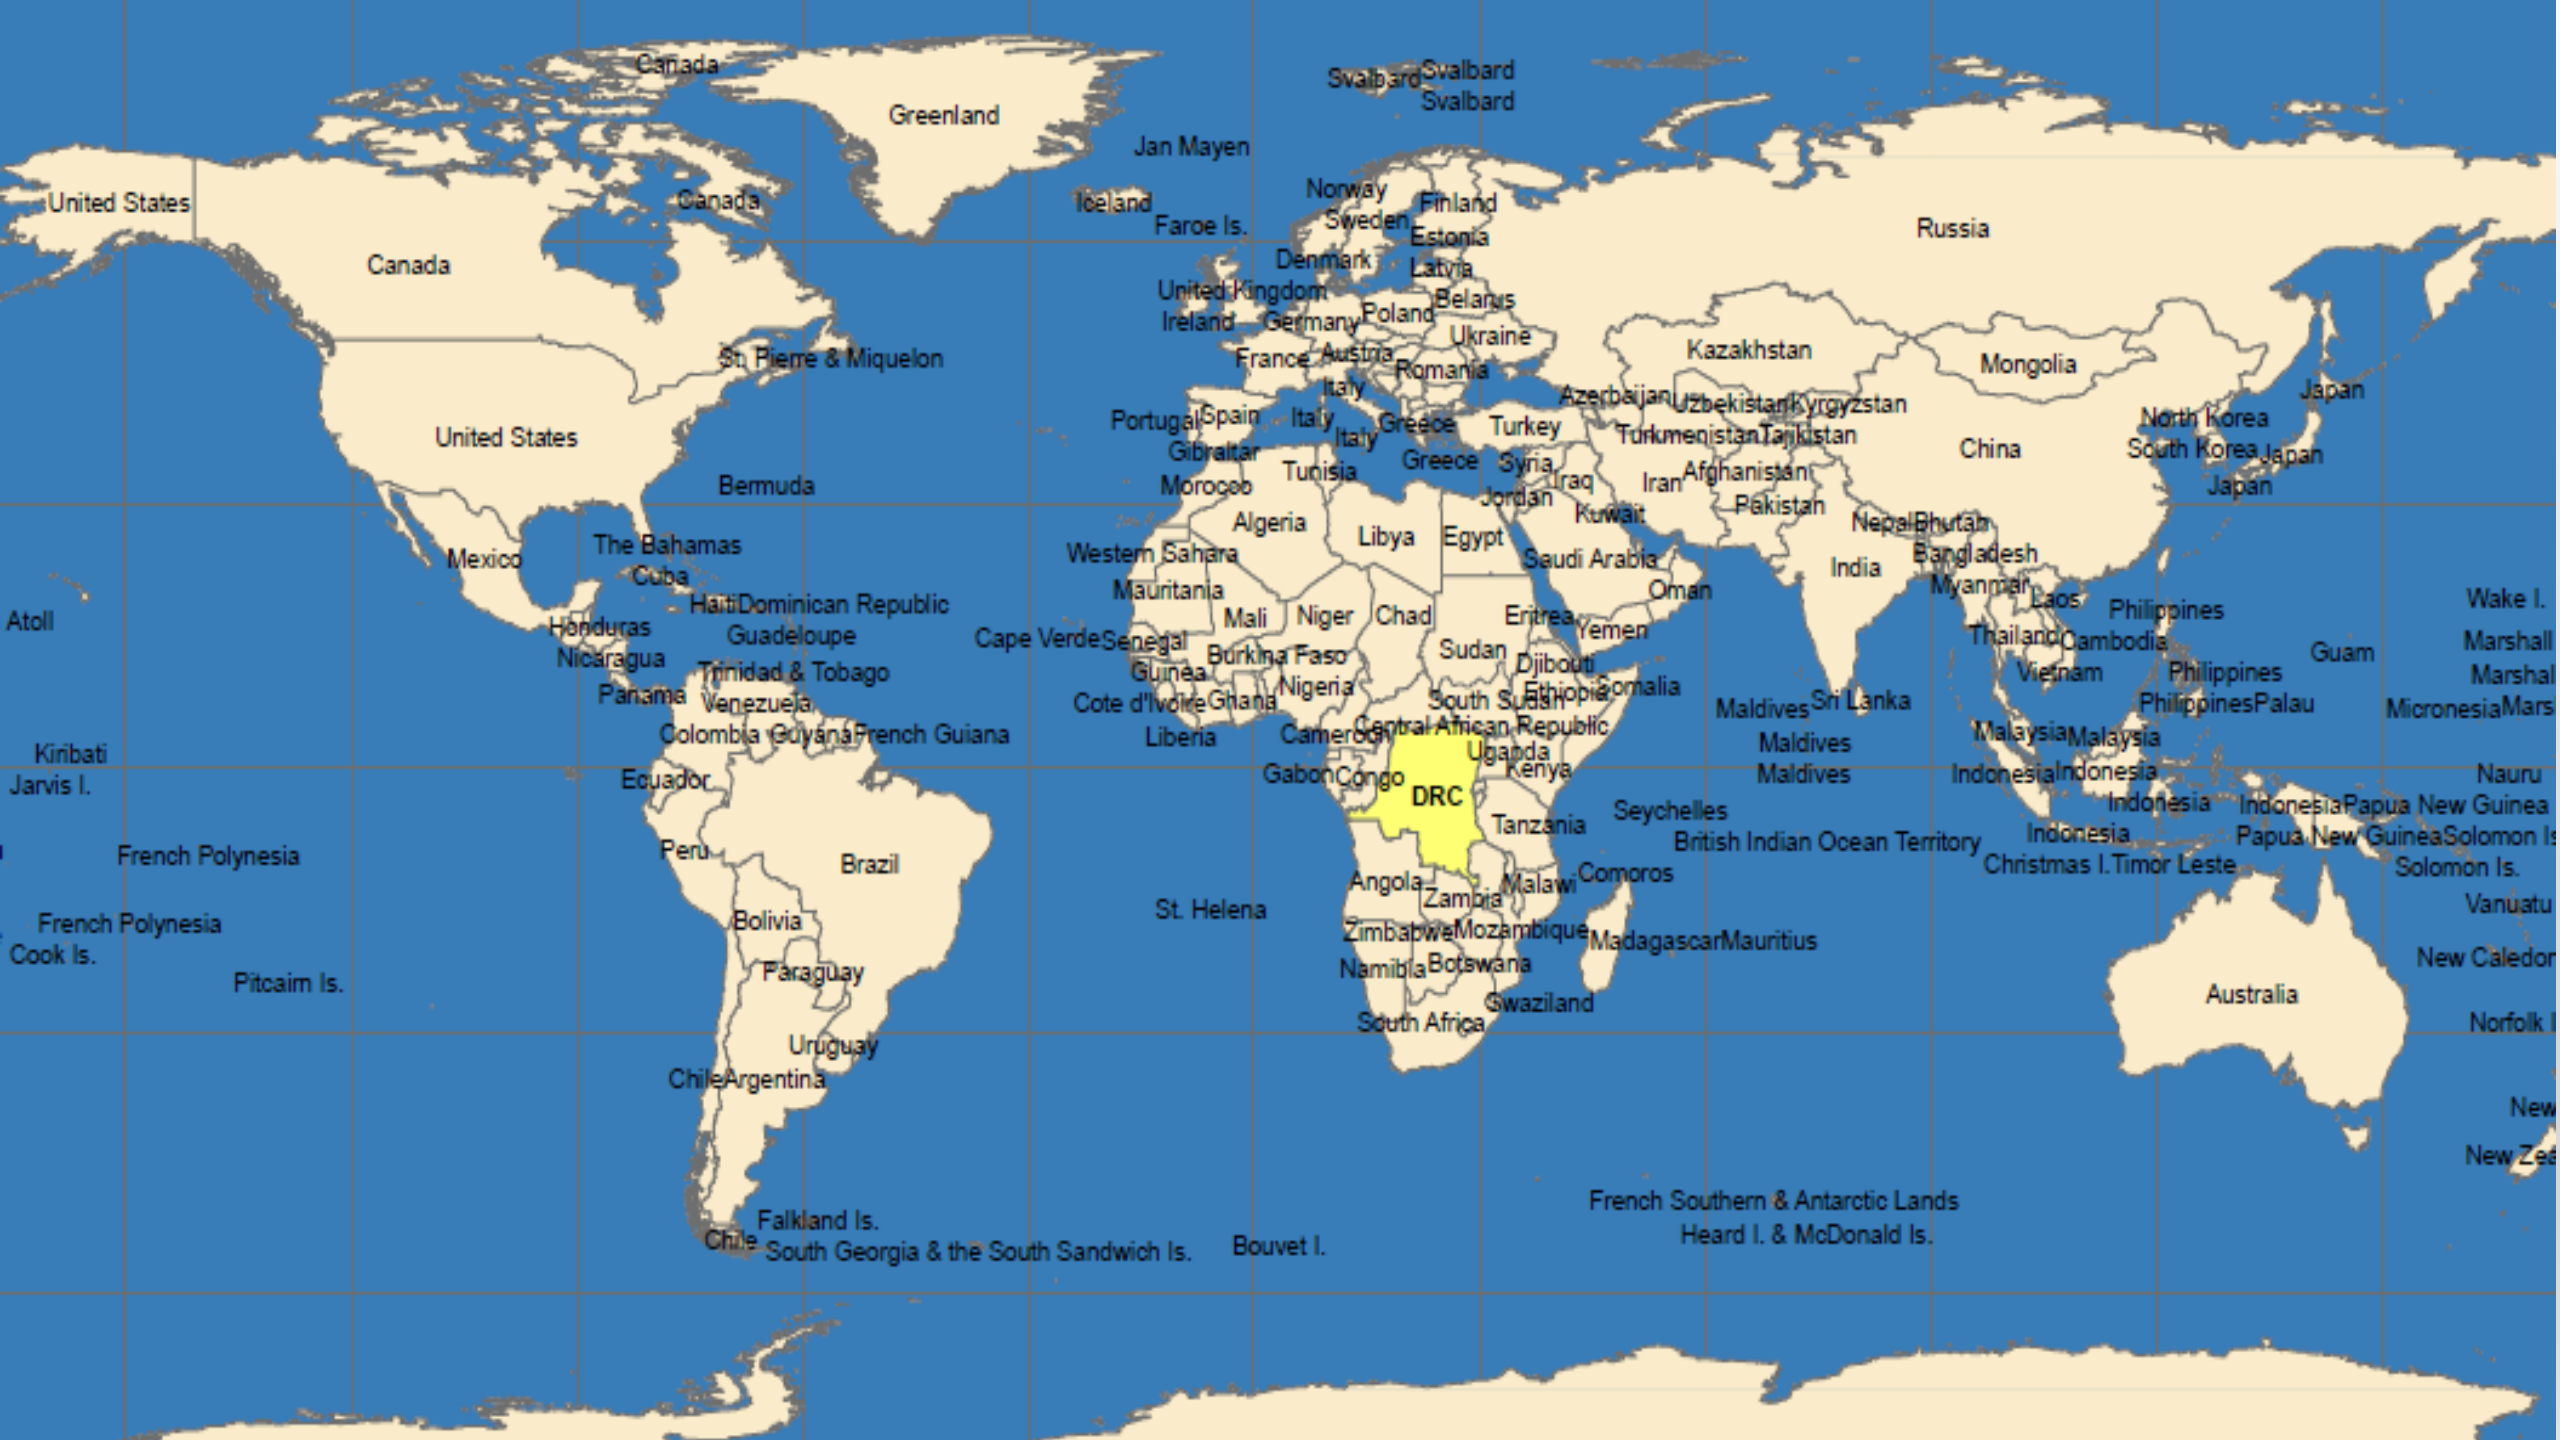 Canada
Svalbard
Svalbard
Svalbard
Greenland
Jan Mayen
United States
Canada
Iceland
Norway
Finland
Faroe Is.
Sweden
Russia
Estonia
Canada
Denmark
Latvia
United Kingdom
Belarus
Ireland
Germany
Poland
Ukraine
St. Pierre & Miquelon
France
Austria
Romania
Kazakhstan
Mongolia
Italy
Azerbaijan
Uzbekistan
Kyrgyzstan
Japan
Portugal
Spain
Italy
Greece
Turkey
North Korea
United States
Italy
Turkmenistan
Tajikistan
China
South Korea
Japan
Gibraltar
Greece
Syria
Tunisia
Iraq
Iran
Afghanistan
Bermuda
Morocco
Jordan
Japan
Pakistan
Kuwait
Algeria
Libya
Egypt
Nepal
Bhutan
The Bahamas
Western Sahara
Saudi Arabia
Bangladesh
Mexico
India
Cuba
Mauritania
Oman
Myanmar
Laos
Wake I.
Haiti
Dominican Republic
Mali
Niger
Chad
Eritrea
Philippines
Atoll
Honduras
Guadeloupe
Cape Verde
Senegal
Yemen
Thailand
Cambodia
Marshall
Nicaragua
Burkina Faso
Sudan
Djibouti
Guam
Trinidad & Tobago
Guinea
Vietnam
Philippines
Marshal
Panama
Venezuela
Cote d'Ivoire
Ghana
Nigeria
South Sudan
Ethiopia
Somalia
Maldives
Sri Lanka
Philippines
Palau
Micronesia
Mars
Colombia
Guyana
French Guiana
Liberia
Cameroon
Central African Republic
Maldives
Malaysia
Malaysia
Kiribati
Uganda
Jarvis I.
Ecuador
Gabon
Congo
Kenya
Maldives
Indonesia
Indonesia
Nauru
DRC
Seychelles
Indonesia
Indonesia
Papua New Guinea
Tanzania
British Indian Ocean Territory
Indonesia
Papua New Guinea
Solomon Is
French Polynesia
Peru
Brazil
Christmas I.
Timor Leste
Solomon Is.
Angola
Malawi
Comoros
Zambia
St. Helena
Vanuatu
French Polynesia
Bolivia
Zimbabwe
Mozambique
Madagascar
Mauritius
Cook Is.
Namibia
Botswana
New Caledon
Pitcairn Is.
Paraguay
Swaziland
Australia
South Africa
Norfolk I
Uruguay
Chile
Argentina
New
New Zea
French Southern & Antarctic Lands
Falkland Is.
Heard I. & McDonald Is.
Chile
South Georgia & the South Sandwich Is.
Bouvet I.